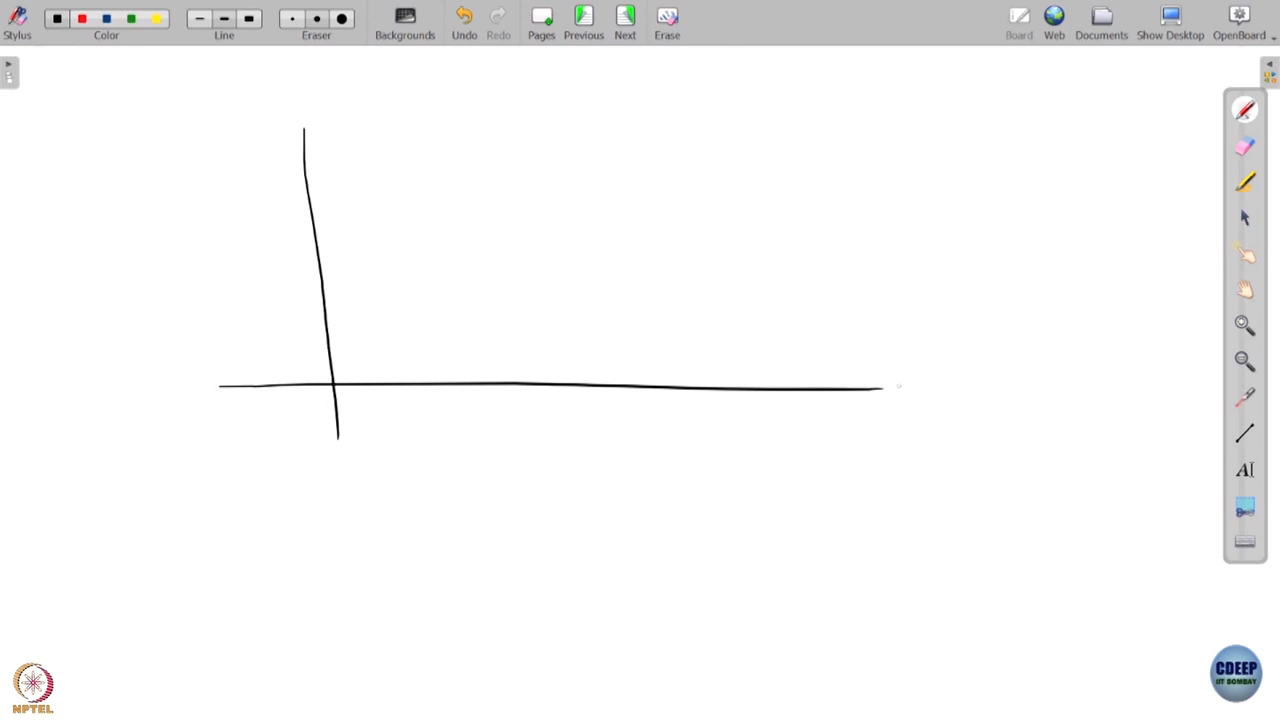 Stylus
Color
Line
Eraser
Backgrounds
Undo
Redo
Pages
Previous
Next
Erase
Board
Web
Documents
Show Desktop
OpenBoard
AI
NPTEL
CDEEP
IIT BOMBAY